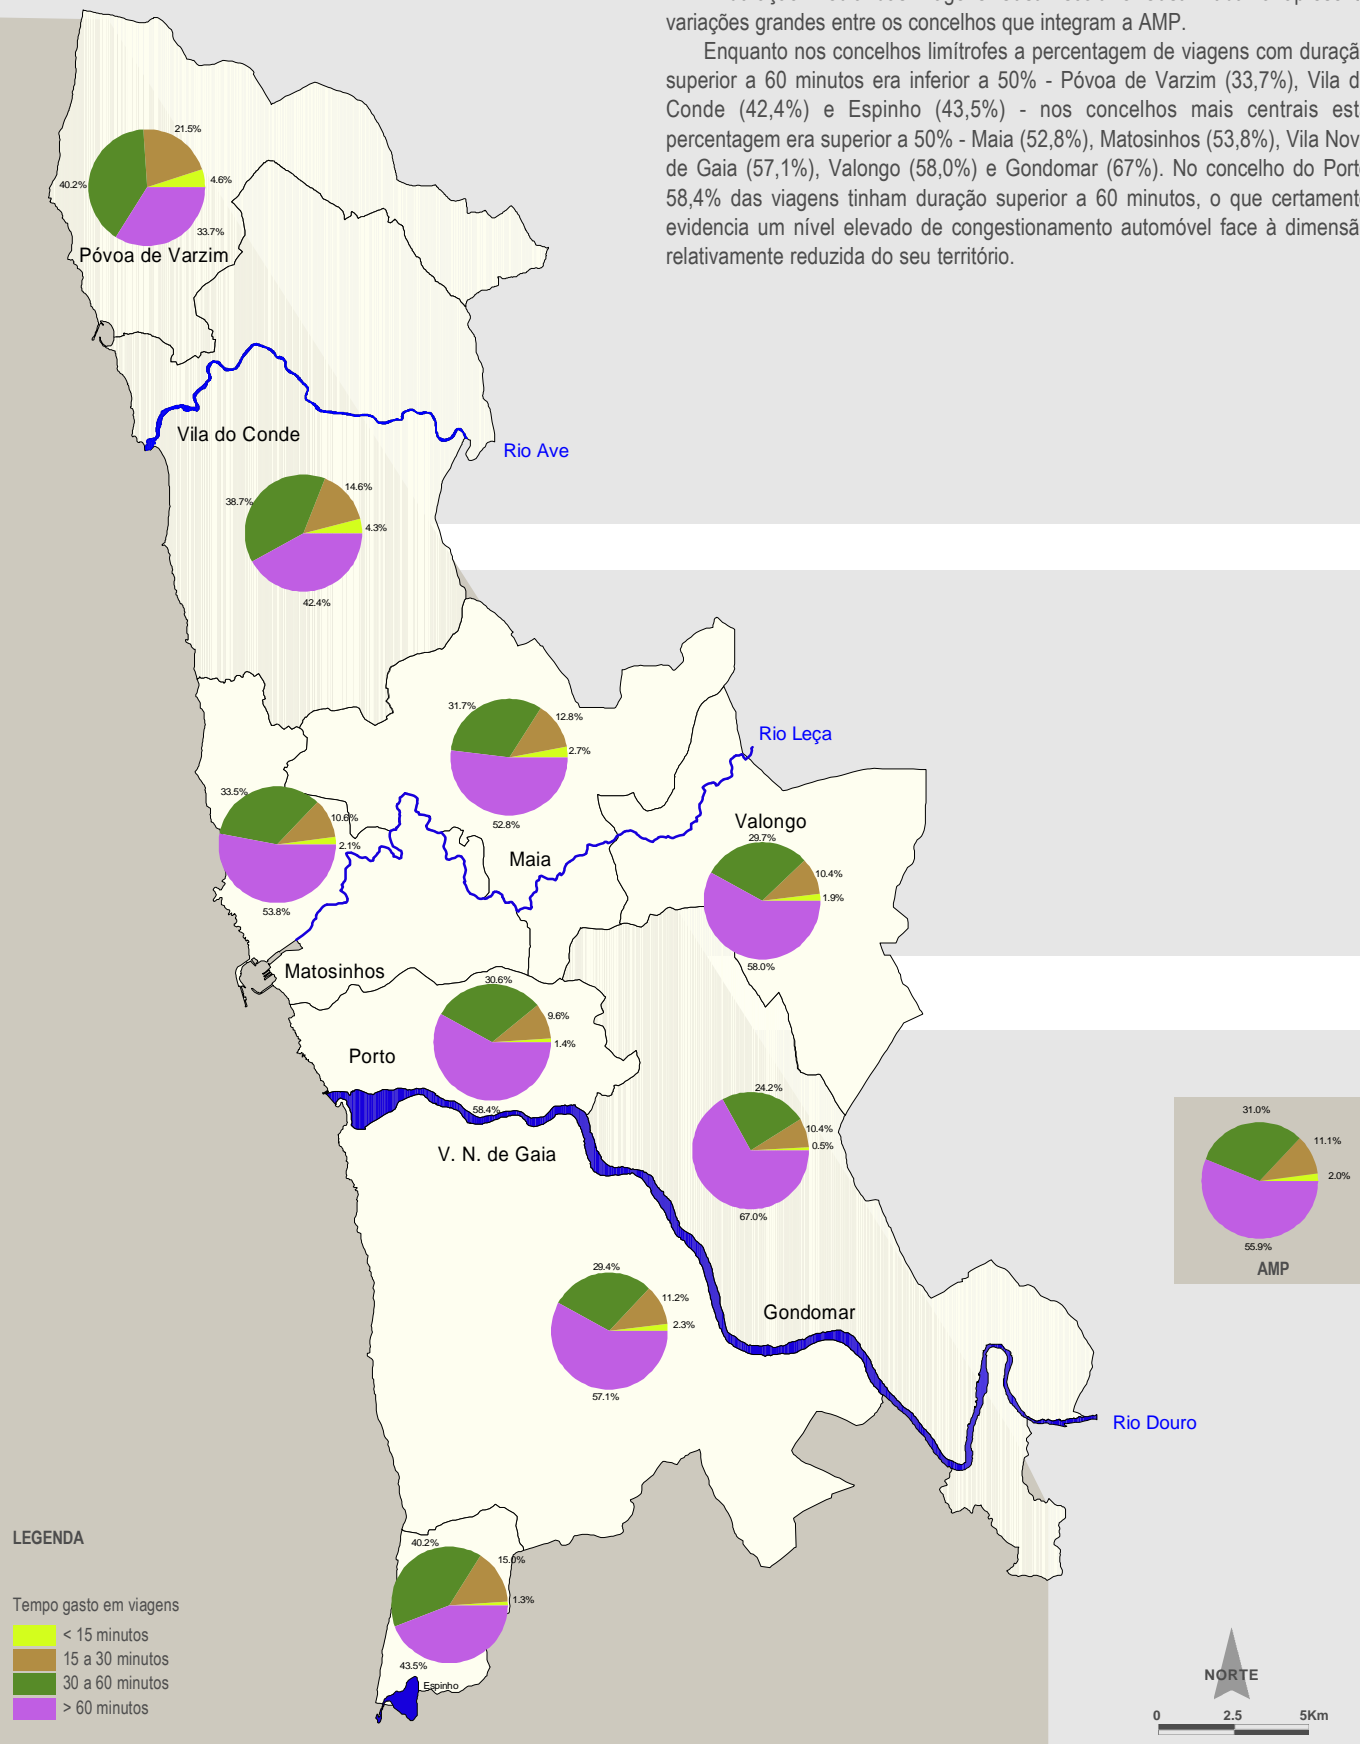 variações grandes entre os concelhos que integram a AMP.
Enquanto nos concelhos limítrofes a percentagem de viagens com
superior a 60 minutos era inferior a 50% - Póvoa de Varzim (33,7%), Vila
Conde (42,4%) e Espinho (43,5%) - nos concelhos mais centrais
percentagem era superior a 50% - Maia (52,8%), Matosinhos (53,8%), Vila
de Gaia (57,1%), Valongo (58,0%) e Gondomar (67%). No concelho do
58,4% das viagens tinham duração superior a 60 minutos, o que
evidencia um nível elevado de congestionamento automóvel face à
relativamente reduzida do seu território.
21.5%
4.6%
40.2%
33.7%
Póvoa de Varzim
Vila do Conde
Rio Ave
14.6%
38.7%
4.3%
42.4%
31.7%
12.8%
2.7%
52.8%
Maia
Rio Leça
33.5%
10.6%
2.1%
53.8%
Matosinhos
Valongo
29.7%
10.4%
1.9%
58.0%
30.6%
9.6%
1.4%
58.4%
Porto
V. N. de Gaia
24.2%
10.4%
0.5%
67.0%
Gondomar
31.0%
11.1%
2.0%
55.9%
AMP
29.4%
11.2%
2.3%
57.1%
Rio Douro
40.2%
15.0%
1.3%
43.5%
Espinho
LEGENDA
Tempo gasto em viagens
< 15 minutos
15 a 30 minutos
30 a 60 minutos
> 60 minutos
NORTE
0 2.5 5Km